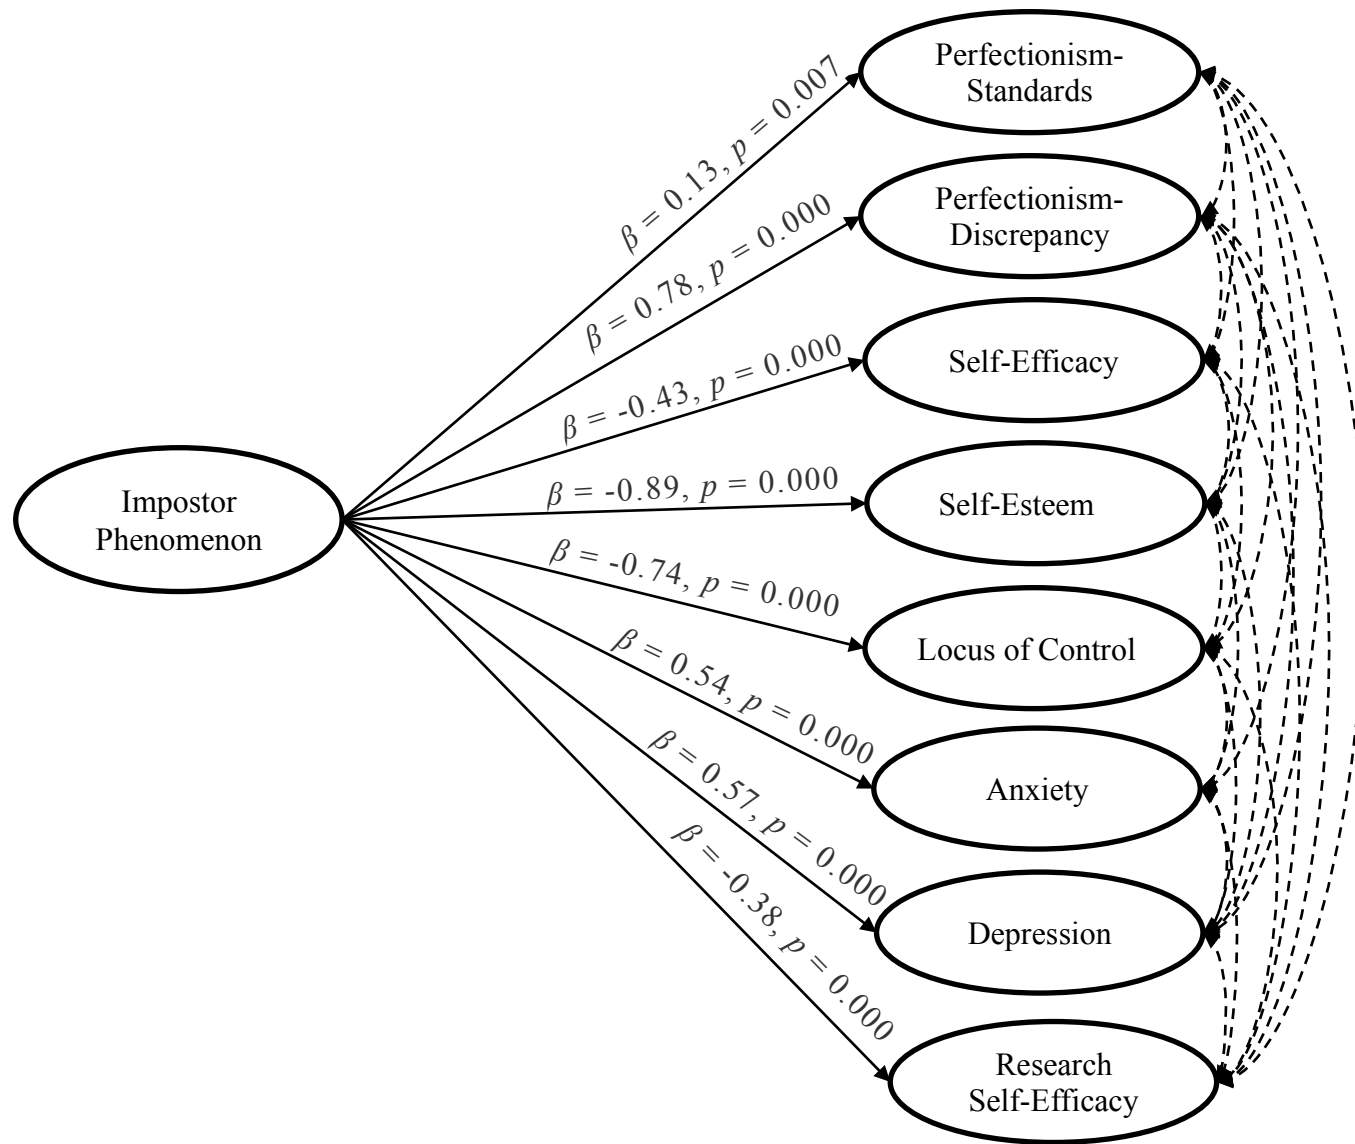 Perfectionism-
Standards
β = 0.13, p = 0.007
Perfectionism-
Discrepancy
β = 0.78, p = 0.000
Self-Efficacy
β = -0.43, p = 0.000
Self-Esteem
β = -0.89, p = 0.000
Impostor
Phenomenon
β = -0.74, p = 0.000
Locus of Control
β = 0.54, p = 0.000
Anxiety
β = 0.57, p = 0.000
Depression
β = -0.38, p = 0.000
Research
Self-Efficacy